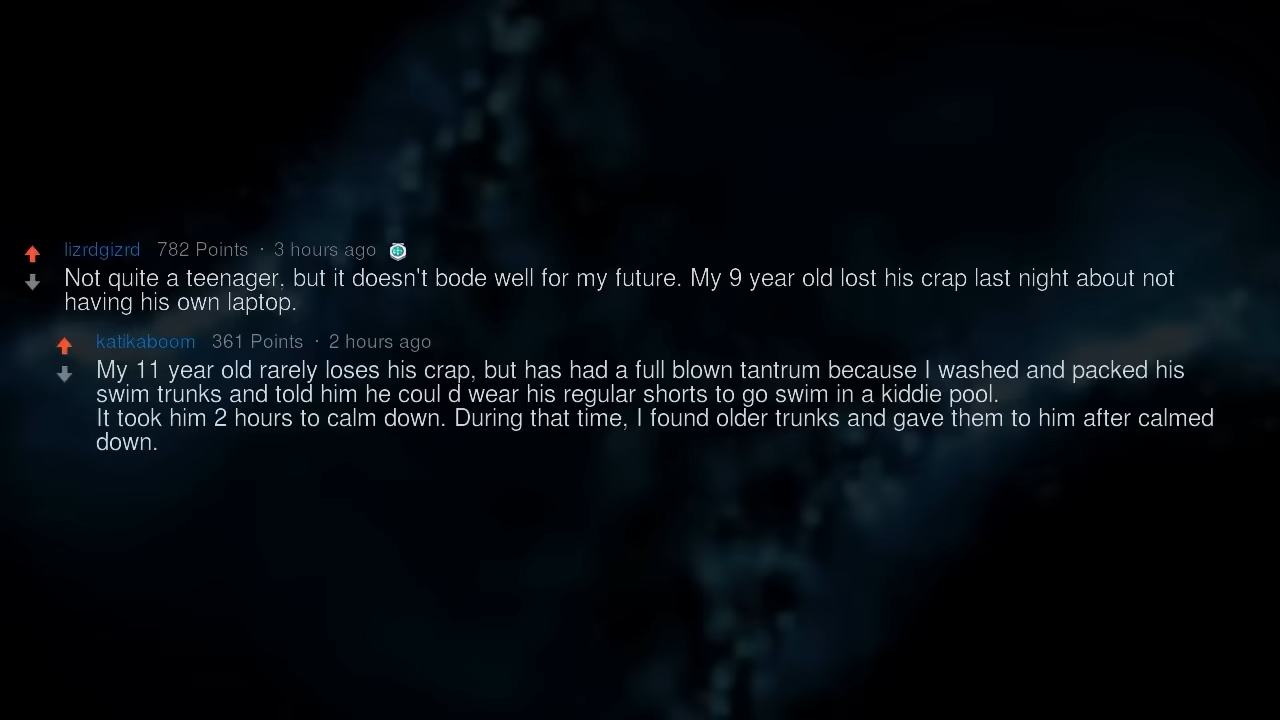 lizrdgizrd 782 Points · 3 hours ago
Not quite a teenager, but it doesn't bode well for my future. My 9 year old lost his crap last night about not
having his own laptop.
katikaboom 361 Points · 2 hours ago
My 11 year old rarely loses his crap, but has had a full blown tantrum because I washed and packed his
swim trunks and told him he coul d wear his regular shorts to go swim in a kiddie pool.
It took him 2 hours to calm down. During that time, I found older trunks and gave them to him after calmed
down.